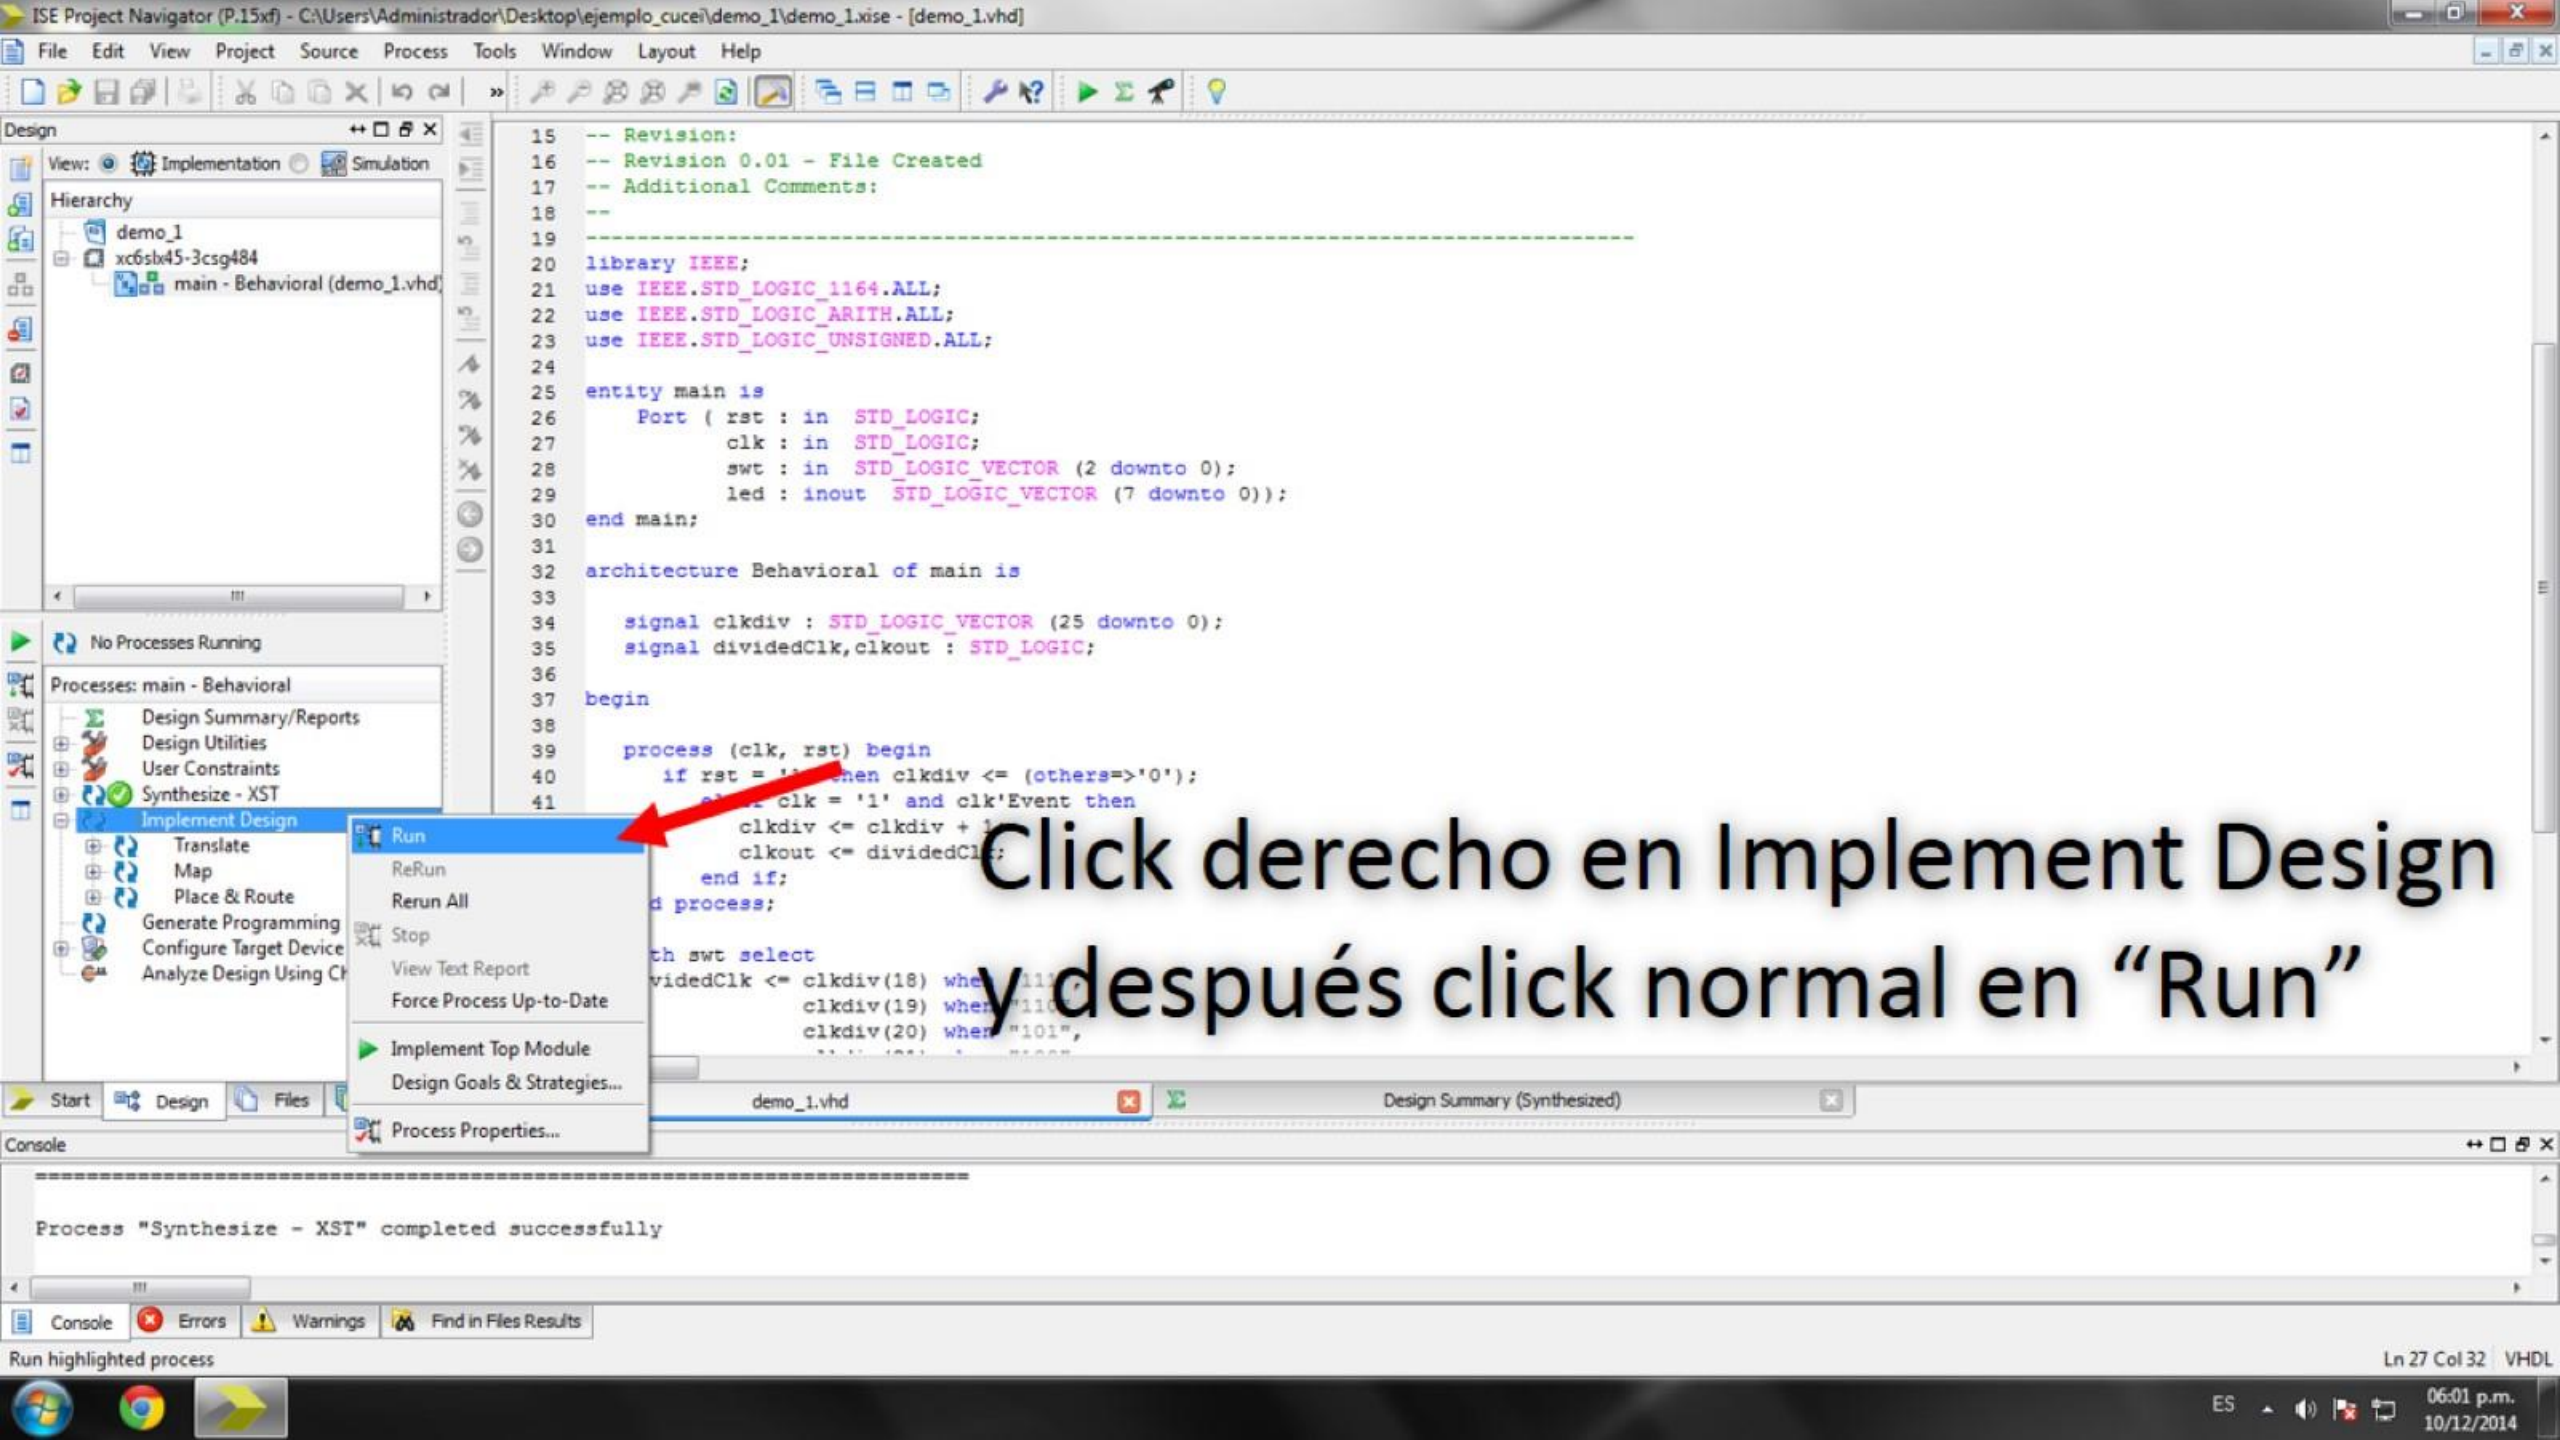 ISE Project Navigator (P.15xf) - C:\Users\Administrador\Desktop\ejemplo_cucei\demo_1\demo_1.xise - [demo_1.vhd]
File Edit View Project Source Process Tools Window Layout Help
Design
View: Implementation Simulation
Hierarchy
demo_1
xc6slx45-3csg484
main - Behavioral (demo_1.vhd)
No Processes Running
Processes: main - Behavioral
Design Summary/Reports
Design Utilities
User Constraints
Synthesize - XST
Implement Design
Translate
Map
Place & Route
Generate Programming
Configure Target Device
Analyze Design Using
Run
ReRun
Rerun All
Stop
View Text Report
Force Process Up-to-Date
Implement Top Module
Design Goals & Strategies...
Process Properties...
15 -- Revision:
16 -- Revision 0.01 - File Created
17 -- Additional Comments:
18 --
19 ----------------------------------------------------------------------------------
20 library IEEE;
21 use IEEE.STD_LOGIC_1164.ALL;
22 use IEEE.STD_LOGIC_ARITH.ALL;
23 use IEEE.STD_LOGIC_UNSIGNED.ALL;
24
25 entity main is
26 Port ( rst : in STD_LOGIC;
27 clk : in STD_LOGIC;
28 swt : in STD_LOGIC_VECTOR (2 downto 0);
29 led : inout STD_LOGIC_VECTOR (7 downto 0));
30 end main;
31
32 architecture Behavioral of main is
33
34 signal clkdiv : STD_LOGIC_VECTOR (25 downto 0);
35 signal dividedClk,clkout : STD_LOGIC;
36
37 begin
38
39 process (clk, rst) begin
40 if rst = then clkdiv <= (others=>'0');
41 clk = '1' and clk'Event then
clkdiv <= clkdiv +
clkout <= dividedClk;
end if;
process;
swt select
<= clkdiv(18) when
clkdiv(19) when "110"
clkdiv(20) when "101",
Click derecho en Implement Design
y después click normal en “Run”
Start Design Files
demo_1.vhd
Design Summary (Synthesized)
Console
=========================================================================
Process "Synthesize - XST" completed successfully
Console Errors Warnings Find in Files Results
Run highlighted process
Ln 27 Col 32 VHDL
ES
06:01 p.m.
10/12/2014